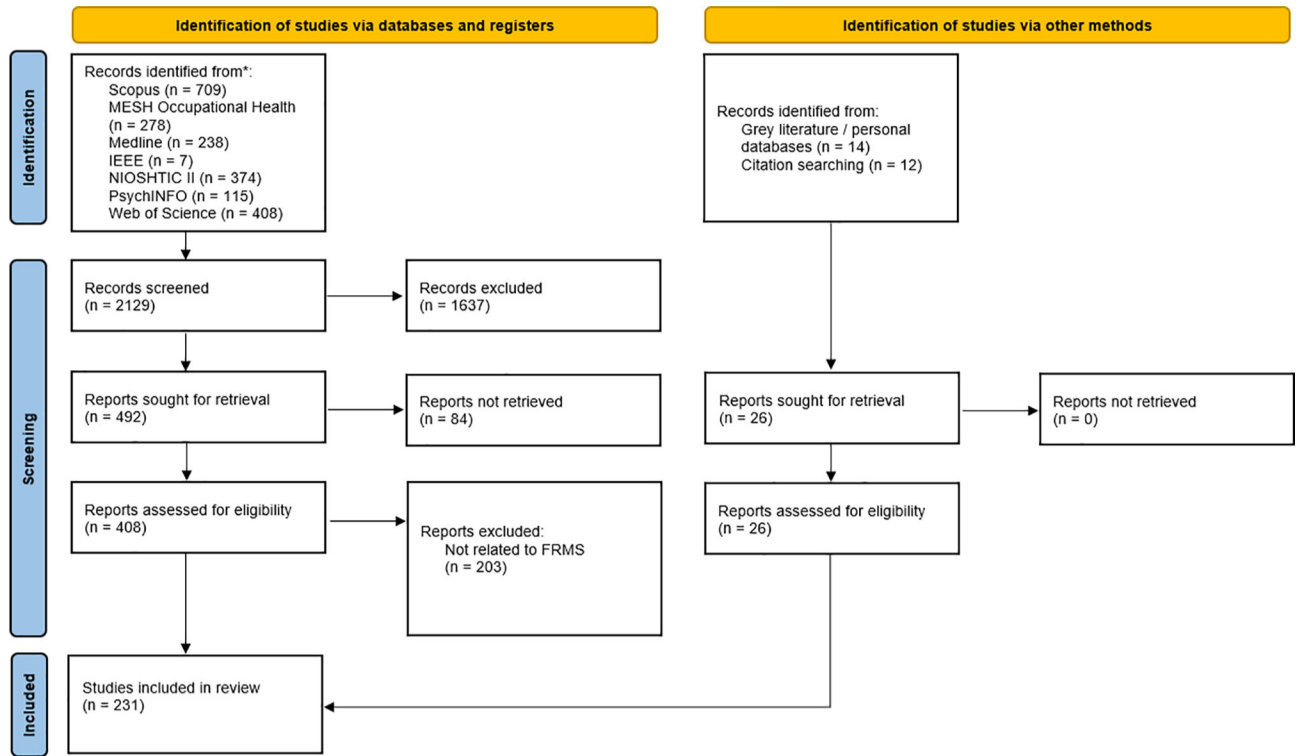 Identification of studies via databases and registers
Identification of studies via other methods
Identification
Records identified from*:
Scopus (n = 709)
MESH Occupational Health
(n = 278)
Medline (n = 238)
IEEE (n = 7)
NIOSHTIC II (n = 374)
PsychINFO (n = 115)
Web of Science (n = 408)
Records identified from:
Grey literature / personal
databases (n = 14)
Citation searching (n = 12)
Screening
Records screened
(n = 2129)
Records excluded
(n = 1637)
Reports sought for retrieval
(n = 492)
Reports not retrieved
(n = 84)
Reports sought for retrieval
(n = 26)
Reports not retrieved
(n = 0)
Reports assessed for eligibility
(n = 408)
Reports excluded:
Not related to FRMS
(n = 203)
Reports assessed for eligibility
(n = 26)
Included
Studies included in review
(n = 231)